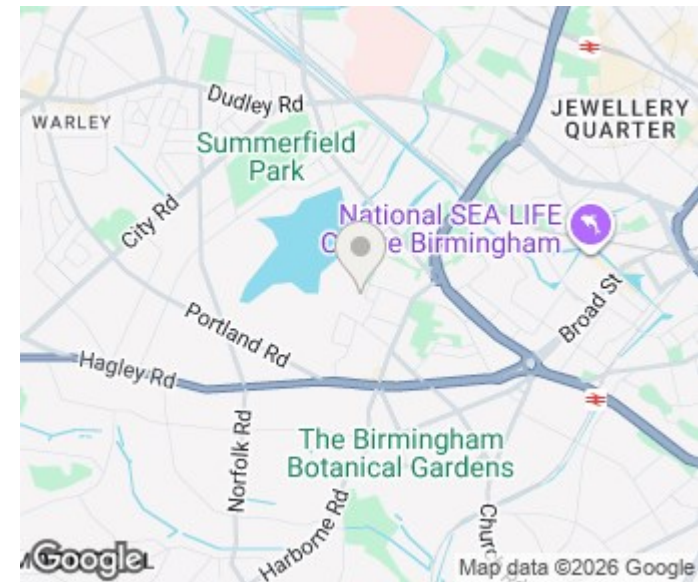 Dudley Rd
WARLEY
JEWELLERY
QUARTER
Summerfield
Park
City Rd
National SEA LIFE
Birmingham
Broad St
Portland Rd
Hagley Rd
Norfolk Rd
The Birmingham
Botanical Gardens
Harborne Rd
Google
Map data ©2026 Google